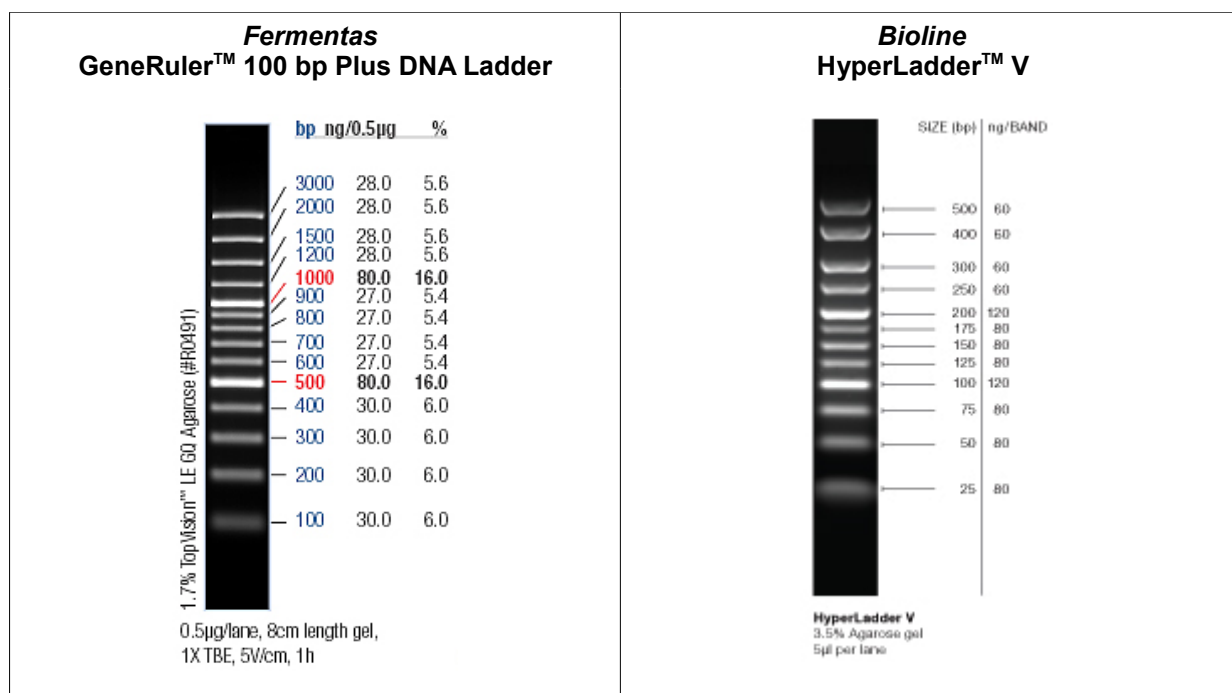 Fermentas
GeneRuler™ 100 bp Plus DNA Ladder
bp ng/0.5µg %
3000 28.0 5.6
2000 28.0 5.6
1500 28.0 5.6
1200 28.0 5.6
1000 80.0 16.0
900 27.0 5.4
800 27.0 5.4
700 27.0 5.4
600 27.0 5.4
500 80.0 16.0
400 30.0 6.0
300 30.0 6.0
200 30.0 6.0
100 30.0 6.0
1.7% TopVision™ LE GQ Agarose (#R0491)
0.5µg/lane, 8cm length gel,
1X TBE, 5V/cm, 1h
Bioline
HyperLadder™ V
SIZE (bp) ng/BAND
500 60
400 60
300 60
250 60
200 120
175 80
150 80
125 80
100 120
75 80
50 80
25 80
HyperLadder V
3.5% Agarose gel
5µl per lane